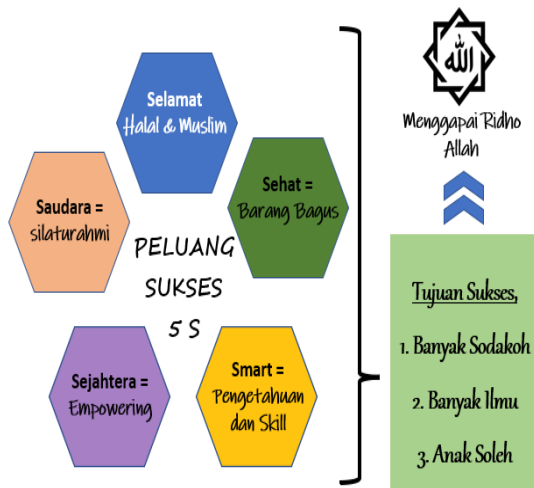 Selamat
Halal & Muslim
Sehat =
Barang Bagus
Saudara =
silaturahmi
PELUANG
SUKSES
5 S
Sejahtera =
Empowering
Smart =
Pengetahuan
dan Skill
الله
Menggapai Ridho
Allah
Tujuan Sukses,
1. Banyak Sodakoh
2. Banyak Ilmu
3. Anak Soleh